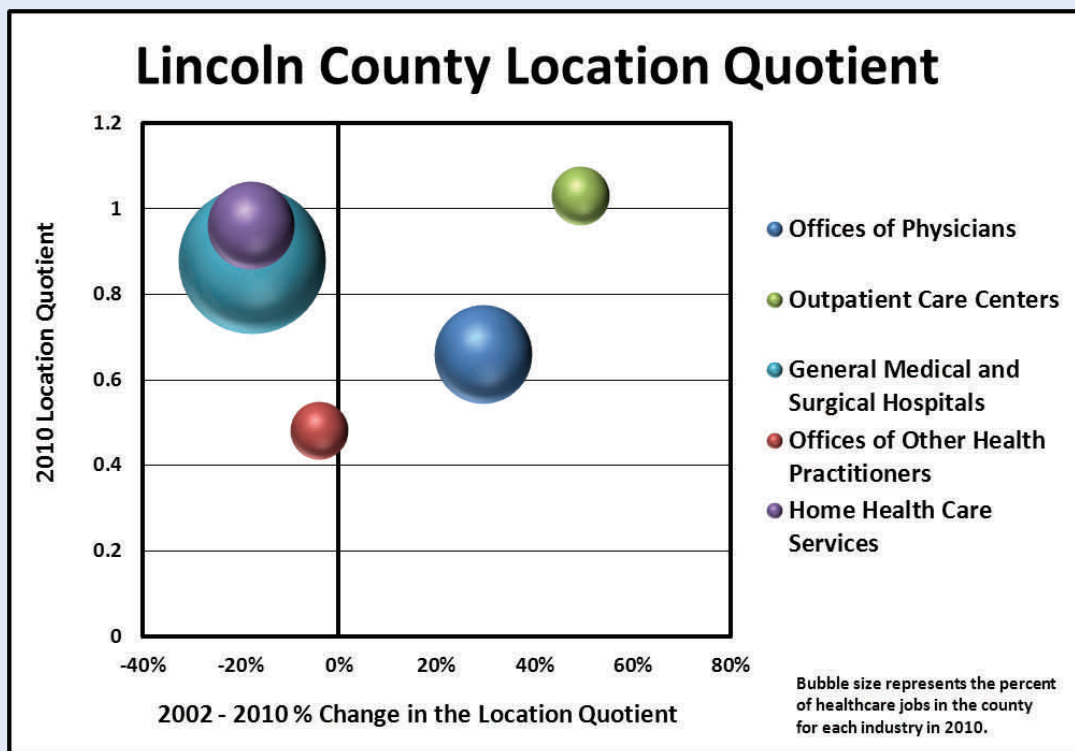 Lincoln County Location Quotient
1.2
1
0.8
0.6
0.4
0.2
0
2010 Location Quotient
-40%
-20%
0%
20%
40%
60%
80%
2002 - 2010 % Change in the Location Quotient
Offices of Physicians
Outpatient Care Centers
General Medical and
Surgical Hospitals
Offices of Other Health
Practitioners
Home Health Care
Services
Bubble size represents the percent
of healthcare jobs in the county
for each industry in 2010.